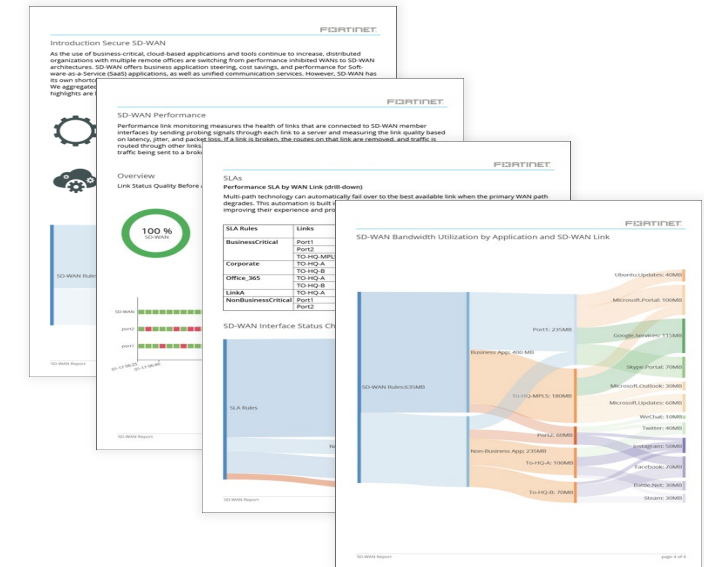 FORTINET
Introduction Secure SD-WAN
As the use of business-critical, cloud-based applications and tools continue to increase, distributed
organizations with multiple remote offices are switching from performance inhibited WANs to SD-WAN
architectures. SD-WAN offers business application steering, cost savings, and performance for Soft-
ware-as-a-Service (SaaS) applications, as well as unified communication services. However, SD-WAN has
its own shortc
We aggregated
highlights are
SD-WAN Rules
SD-WAN Report
FORTINET
SD-WAN Performance
Performance link monitoring measures the health of links that are connected to SD-WAN member
interfaces by sending probing signals through each link to a server and measuring the link quality based
on latency, jitter, and packet loss. If a link is broken, the routes on that link are removed, and traffic is
routed through other links.
traffic being sent to a broke
Overview
Link Status Quality Before
100 %
SD-WAN
SD-WAN
port2
port1
SD-WAN Report
FORTINET
SLAs
Performance SLA by WAN Link (drill-down)
Multi-path technology can automatically fail over to the best available link when the primary WAN path
degrades. This automation is built i
improving their experience and pro
SLA Rules Links
BusinessCritical Port1
Port2
TO-HQ-MPLS
Corporate TO-HQ-A
TO-HQ-B
Office_365 TO-HQ-A
TO-HQ-B
LinkA TO-HQ-A
NonBusinessCritical Port1
Port2
SD-WAN Interface Status Ch
SLA Rules
SD-WAN Report
FORTINET
SD-WAN Bandwidth Utilization by Application and SD-WAN Link
Ubuntu.Updates: 40MB
Microsoft.Portal: 100MB
Port1: 235MB
Google.Services: 115MB
Business App: 400 MB
Skype.Portal: 70MB
SD-WAN Rules:635MB
Microsoft.Outlook: 30MB
To-HQ-MPLS: 180MB
Microsoft.Updates: 60MB
WeChat: 10MB
Twitter: 40MB
Port2: 60MB
Instagram: 50MB
Non-Business App: 235MB
To-HQ-A: 100MB
Facebook: 70MB
Battle.Net: 30MB
To-HQ-B: 70MB
Steam: 30MB
SD-WAN Report
page 4 of 6